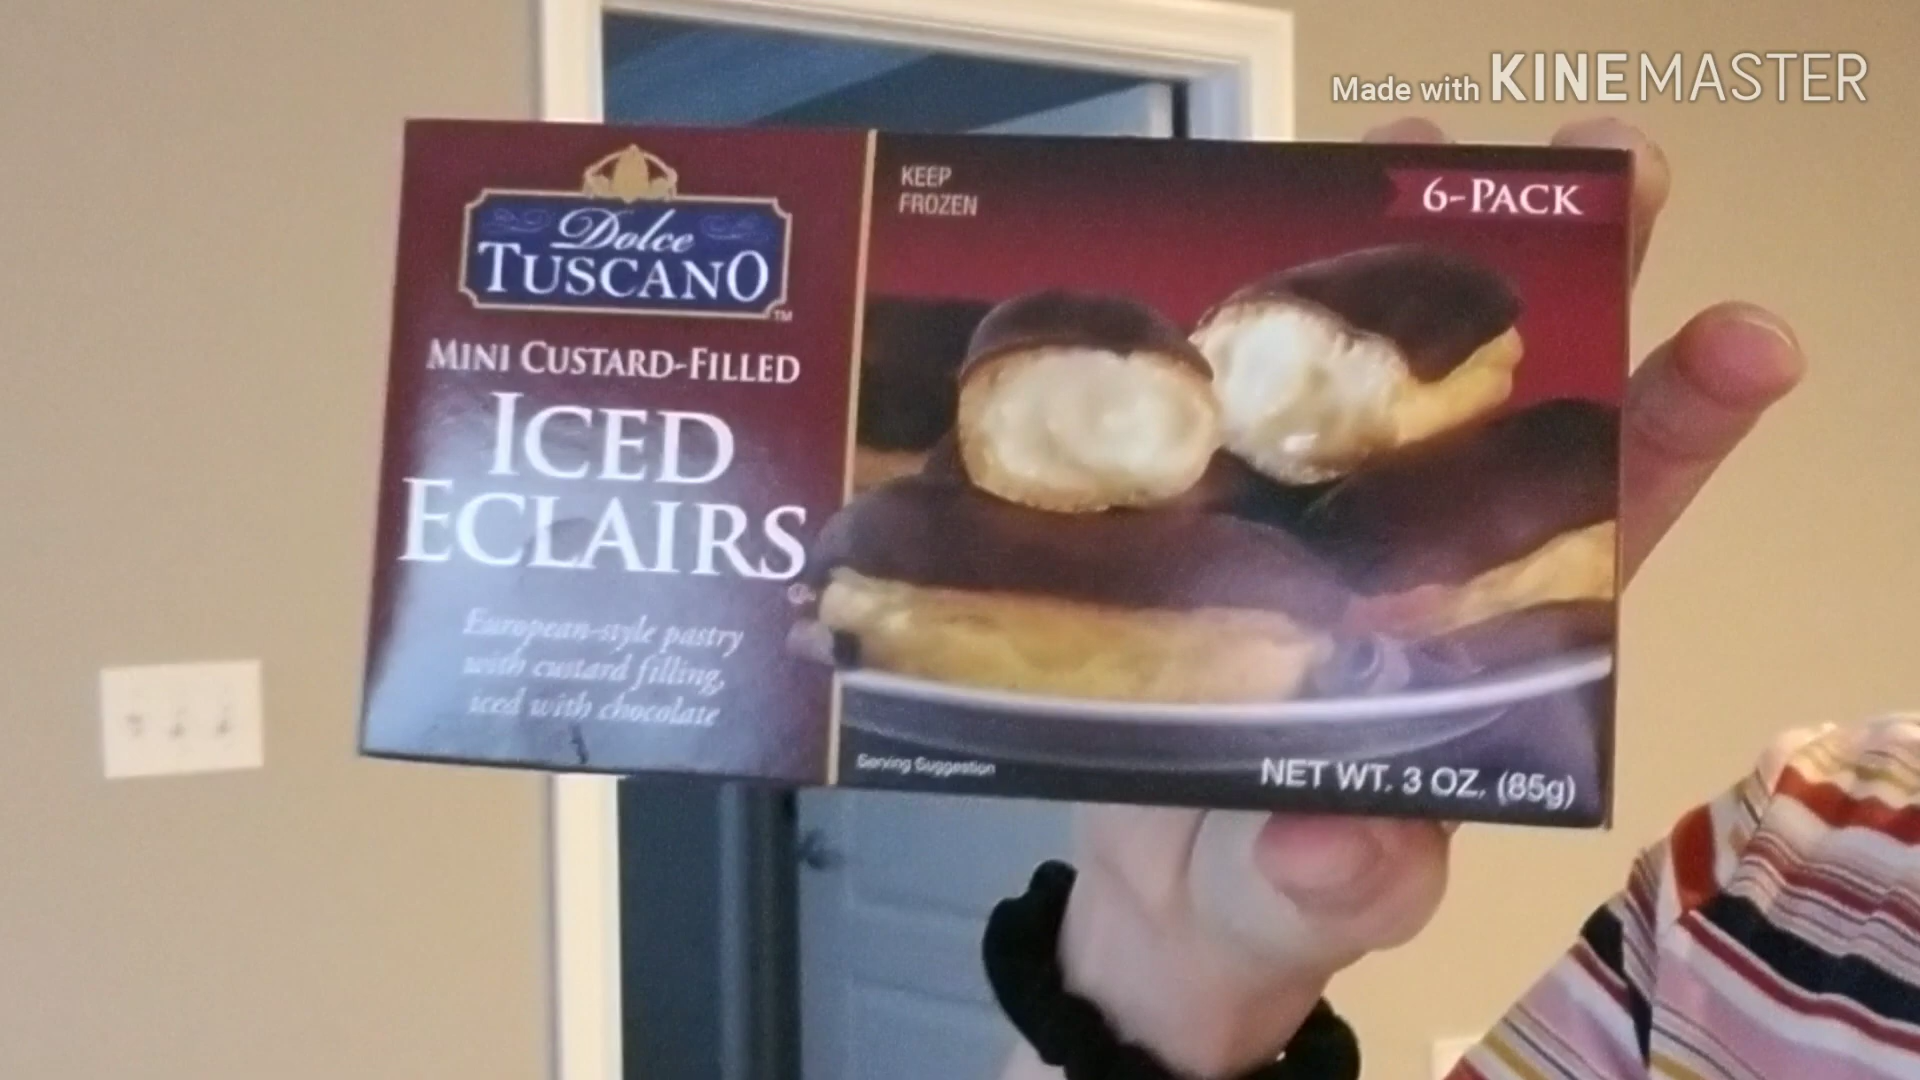 Made with KINEMASTER
Dolce
TUSCANO
TM
MINI CUSTARD-FILLED
ICED
ECLAIRS
European-style pastry
with custard filling,
iced with chocolate
KEEP
FROZEN
6-PACK
Serving Suggestion
NET WT. 3 OZ. (85g)